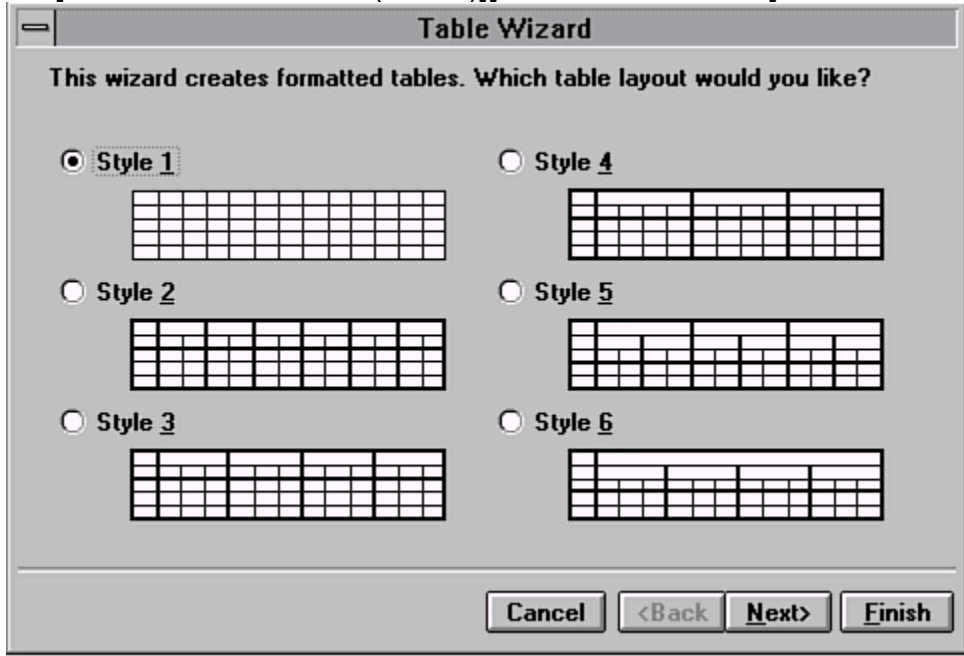 Table Wizard
This wizard creates formatted tables. Which table layout would you like?
Style 1
Style 4
Style 2
Style 5
Style 3
Style 6
Cancel
<Back
Next>
Finish